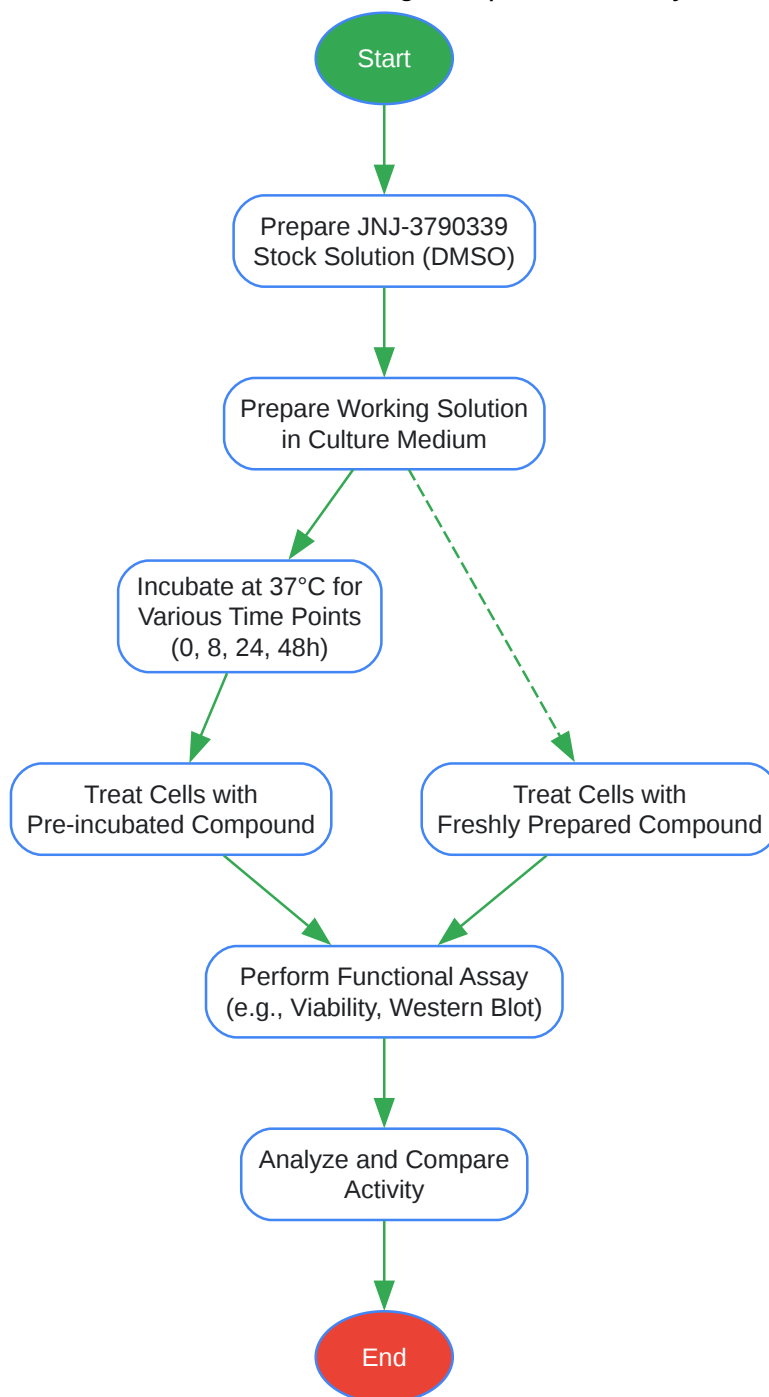 Start
Prepare JNJ-3790339
Stock Solution (DMSO)
Prepare Working Solution
in Culture Medium
Incubate at 37°C for
Various Time Points
(0, 8, 24, 48h)
Treat Cells with
Pre-incubated Compound
Treat Cells with
Freshly Prepared Compound
Perform Functional Assay
(e.g., Viability, Western Blot)
Analyze and Compare
Activity
End